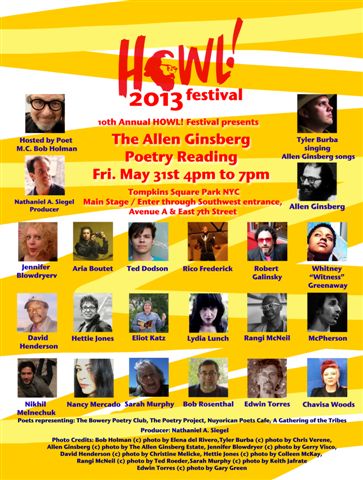 HOWL!
2013 festival
10th Annual HOWL! Festival presents
The Allen Ginsberg
Poetry Reading
Fri. May 31st 4pm to 7pm
Tompkins Square Park NYC
Main Stage / Enter through Southwest entrance,
Avenue A & East 7th Street
Hosted by Poet
M.C. Bob Holman
Nathaniel A. Siegel
Producer
Tyler Burba
singing
Allen Ginsberg songs
Allen Ginsberg
Jennifer
Blowdryerv
Aria Boutet
Ted Dodson
Rico Frederick
Robert
Galinsky
Whitney
"Witness"
Greenaway
David
Henderson
Hettie Jones
Eliot Katz
Lydia Lunch
Rangi McNeil
McPherson
Nikhil
Melnechuk
Nancy Mercado
Sarah Murphy
Bob Rosenthal
Edwin Torres
Chavisa Woods
Poets representing: The Bowery Poetry Club, The Poetry Project, Nuyorican Poets Cafe, A Gathering of the Tribes
Producer: Nathaniel A. Siegel
Photo Credits: Bob Holman (c) photo by Elena del Rivero,Tyler Burba (c) photo by Chris Verene,
Allen Ginsberg (c) photo by The Allen Ginsberg Estate, Jennifer Blowdryer (c) photo by Gerry Visco,
David Henderson (c) photo by Christine Melicke, Hettie Jones (c) photo by Colleen McKay,
Rangi McNeil (c) photo by Ted Roeder,Sarah Murphy (c) photo by Keith Jafrate
Edwin Torres (c) photo by Gary Green